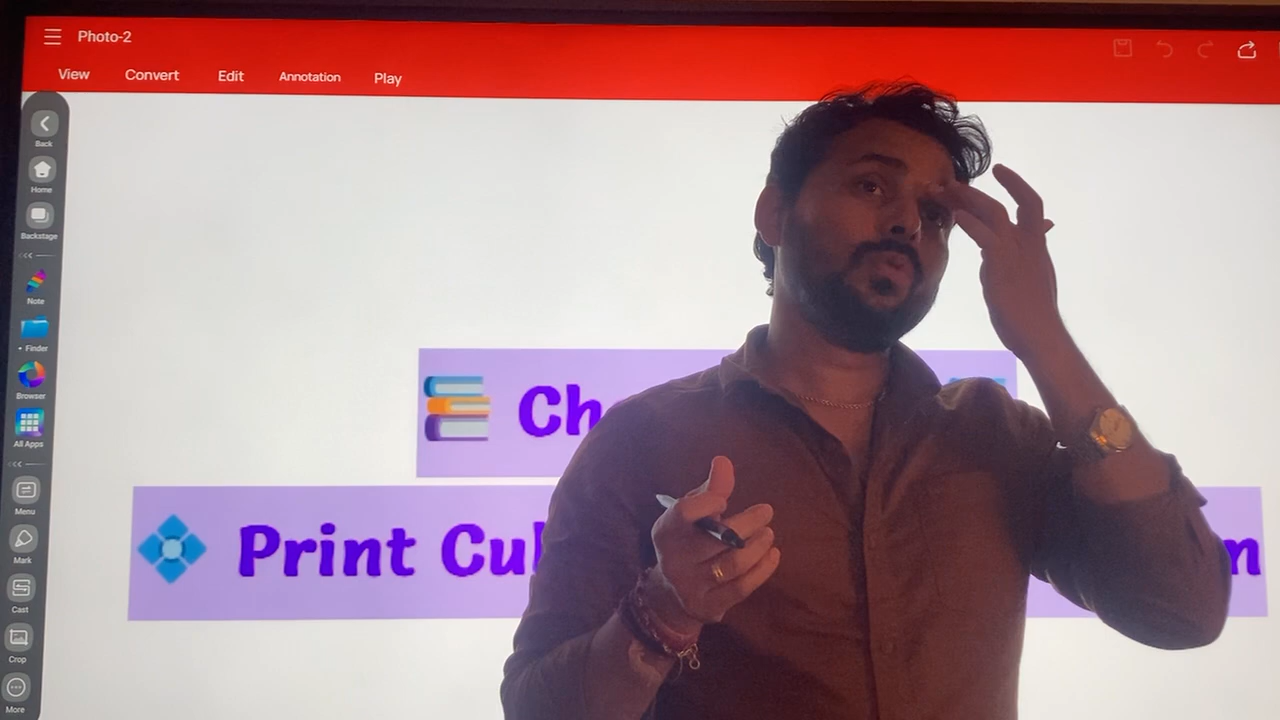 Photo-2
View Convert Edit Annotation Play
Back
Home
Backstage
Note
Finder
Browser
All Apps
Menu
Mark
Cast
Crop
More
Ch
Print Cul m